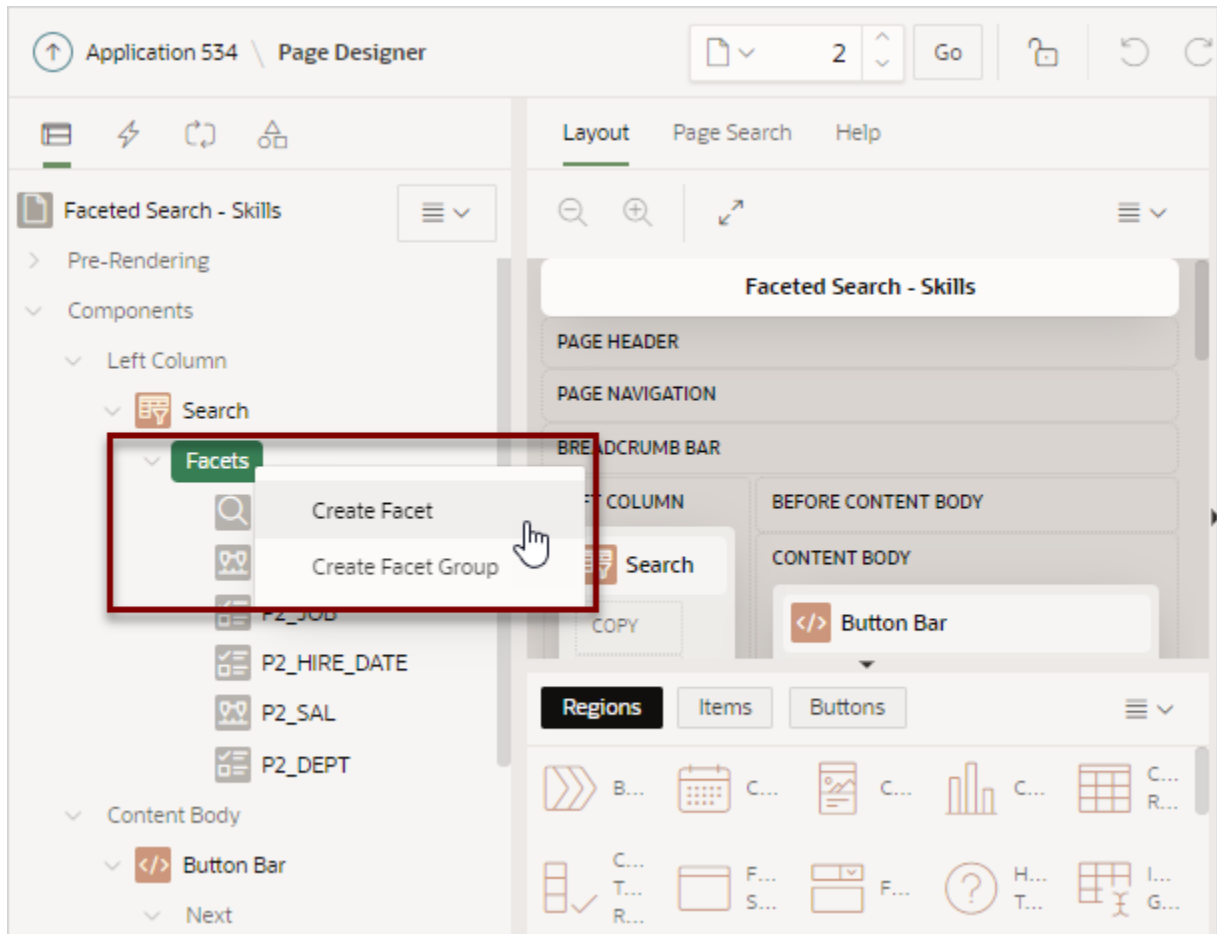 Application 534 \ Page Designer
2
Go
Layout
Page Search
Help
Faceted Search - Skills
Pre-Rendering
Components
Left Column
Search
Facets
Create Facet
Create Facet Group
P2_JOB
P2_HIRE_DATE
P2_SAL
P2_DEPT
Content Body
Button Bar
Next
Faceted Search - Skills
PAGE HEADER
PAGE NAVIGATION
BREADCRUMB BAR
COLUMN
BEFORE CONTENT BODY
Search
CONTENT BODY
COPY
Button Bar
Regions
Items
Buttons
B...
C...
C...
C...
C...
R...
C...
T...
R...
F...
S...
F...
H...
T...
I...
G...